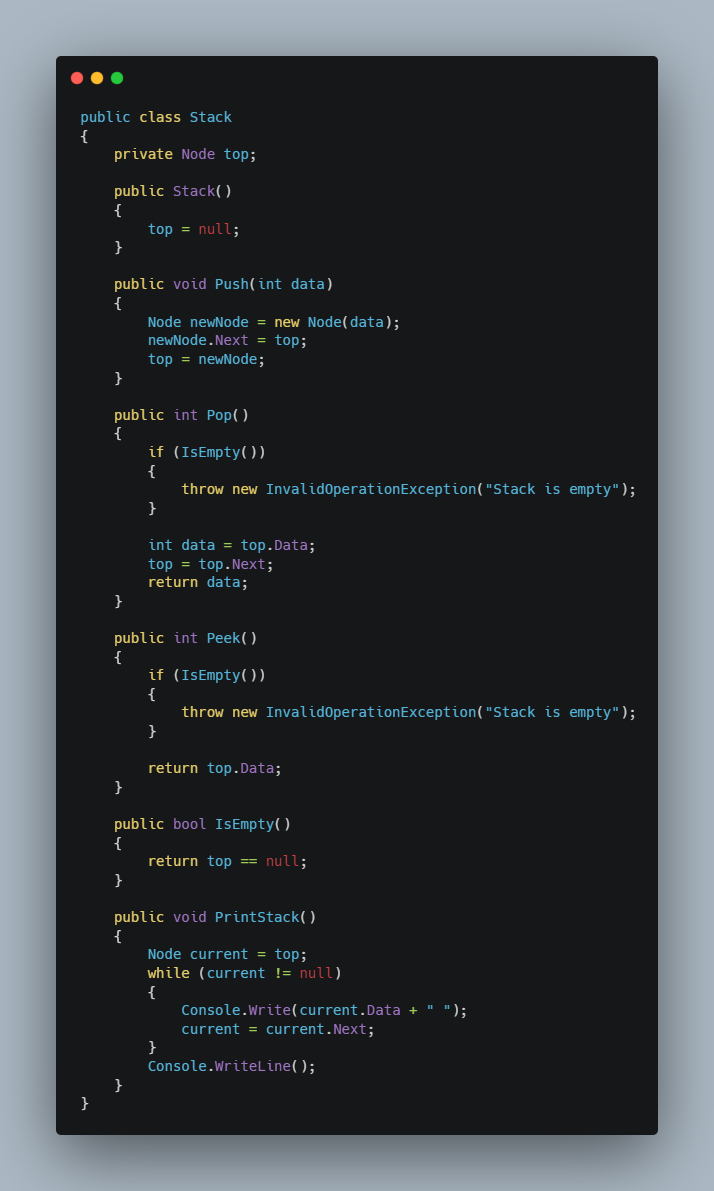 public class Stack
{
    private Node top;

    public Stack()
    {
        top = null;
    }

    public void Push(int data)
    {
        Node newNode = new Node(data);
        newNode.Next = top;
        top = newNode;
    }

    public int Pop()
    {
        if (IsEmpty())
        {
            throw new InvalidOperationException("Stack is empty");
        }

        int data = top.Data;
        top = top.Next;
        return data;
    }

    public int Peek()
    {
        if (IsEmpty())
        {
            throw new InvalidOperationException("Stack is empty");
        }

        return top.Data;
    }

    public bool IsEmpty()
    {
        return top == null;
    }

    public void PrintStack()
    {
        Node current = top;
        while (current != null)
        {
            Console.Write(current.Data + " ");
            current = current.Next;
        }
        Console.WriteLine();
    }
}